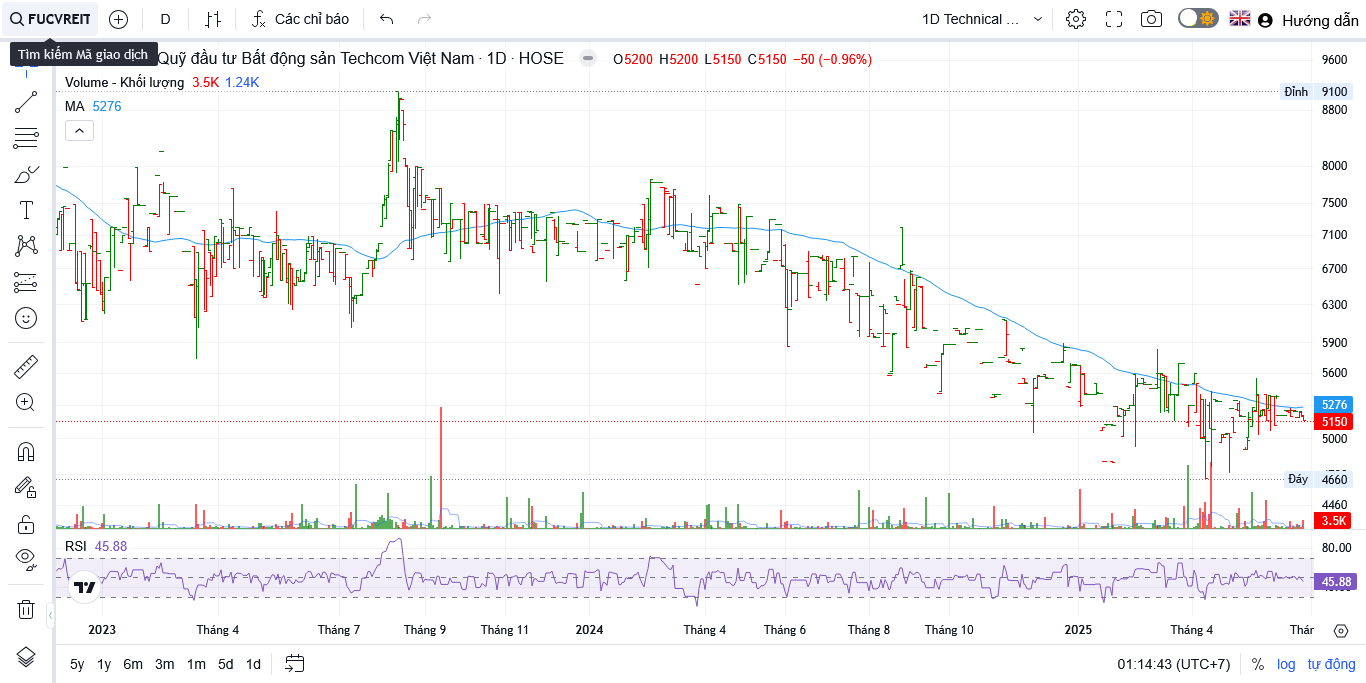 FUCVREIT D Các chỉ báo 1D Technical ... Hướng dẫn
Tìm kiếm Mã giao dịch
Quỹ đầu tư Bất động sản Techcom Việt Nam · 1D · HOSE O5200 H5200 L5150 C5150 −50 (−0.96%)
Volume - Khối lượng 3.5K 1.24K
MA 5276
9600
Đỉnh 9100
8800
8000
7500
7100
6700
6300
5900
5600
5276
5150
5000
Đáy 4660
4460
3.5K
RSI 45.88
80.00
45.88
2023 Tháng 4 Tháng 7 Tháng 9 Tháng 11 2024 Tháng 4 Tháng 6 Tháng 8 Tháng 10 2025 Tháng 4 Thár
5y 1y 6m 3m 1m 5d 1d 01:14:43 (UTC+7) % log tự động